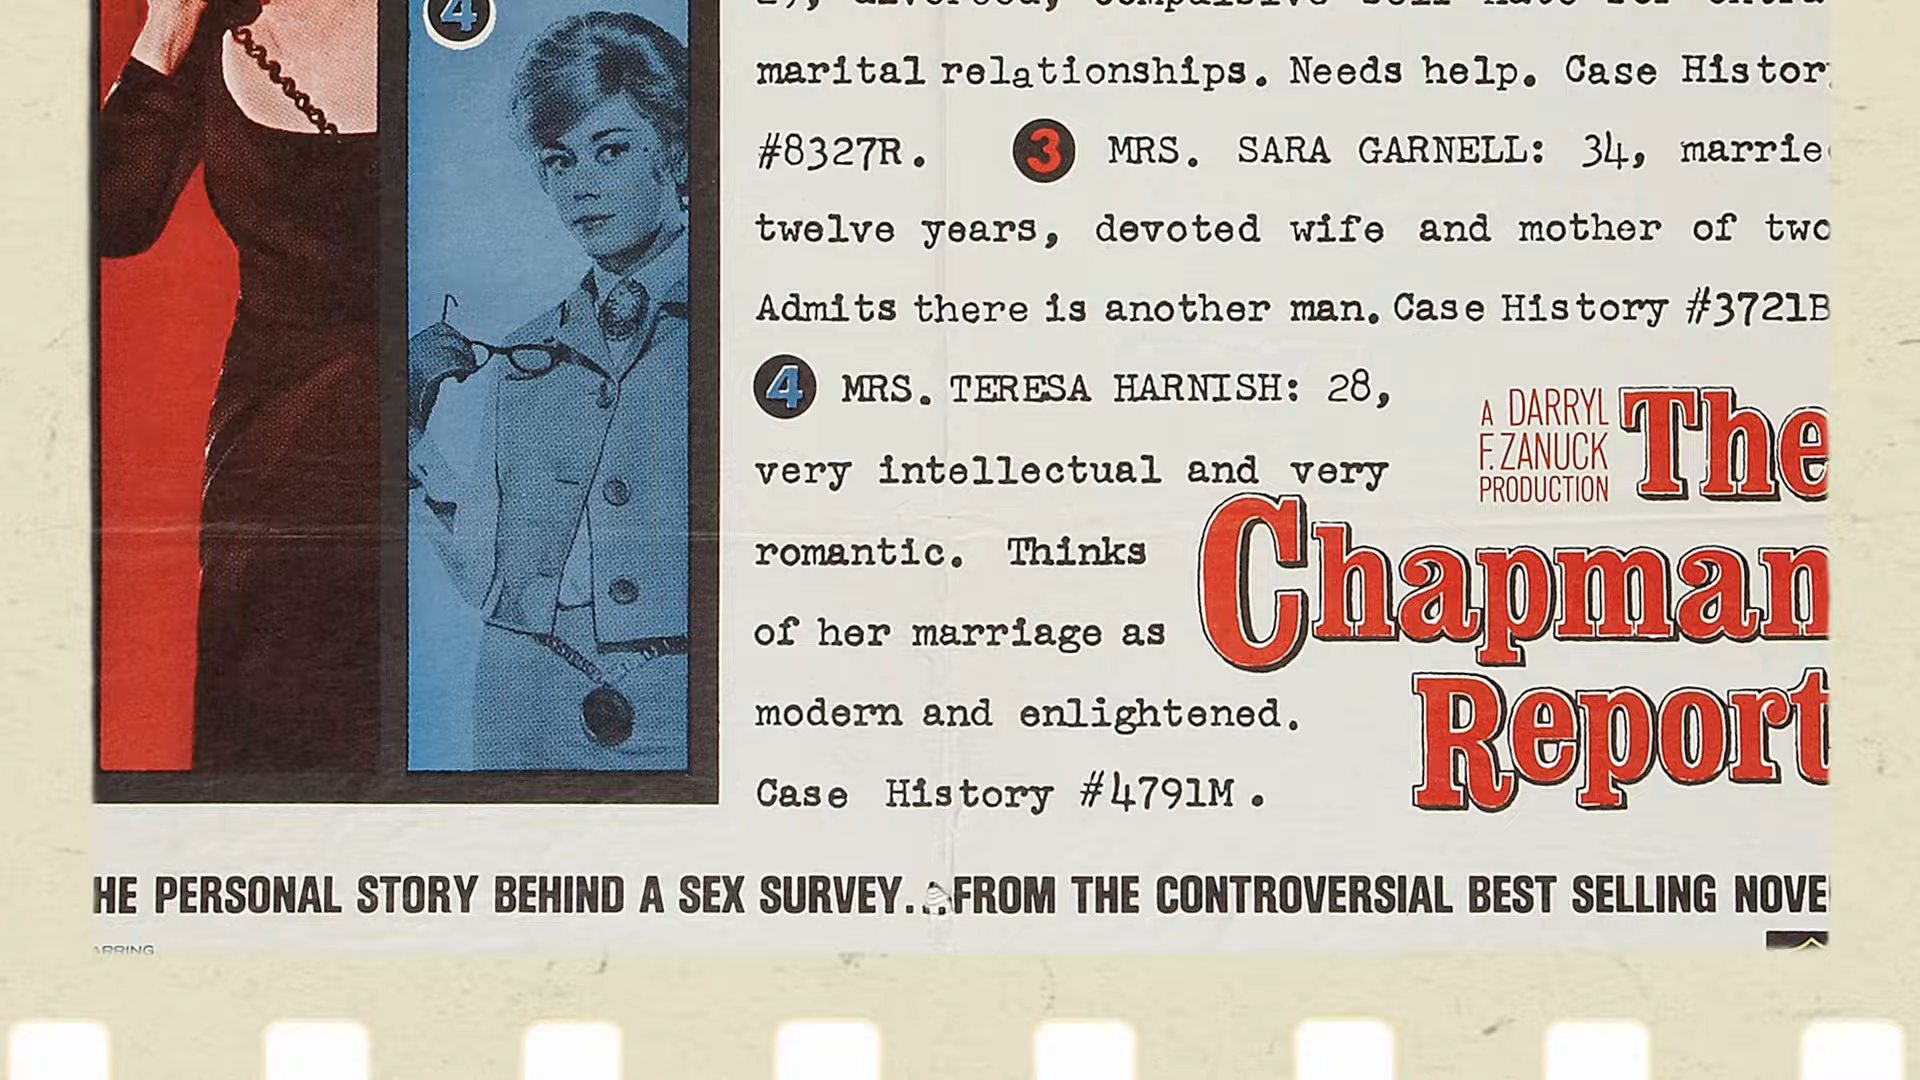 4
marital relationships. Needs help. Case Histor
#8327R. 3 MRS. SARA GARNELL: 34, marrie
twelve years, devoted wife and mother of two
Admits there is another man. Case History #3721B
4 MRS. TERESA HARNISH: 28,
very intellectual and very
romantic. Thinks
of her marriage as
modern and enlightened.
Case History #4791M.
A DARRYL
F. ZANUCK
PRODUCTION
The
Chapman
Report
HE PERSONAL STORY BEHIND A SEX SURVEY... FROM THE CONTROVERSIAL BEST SELLING NOVE
ARRING